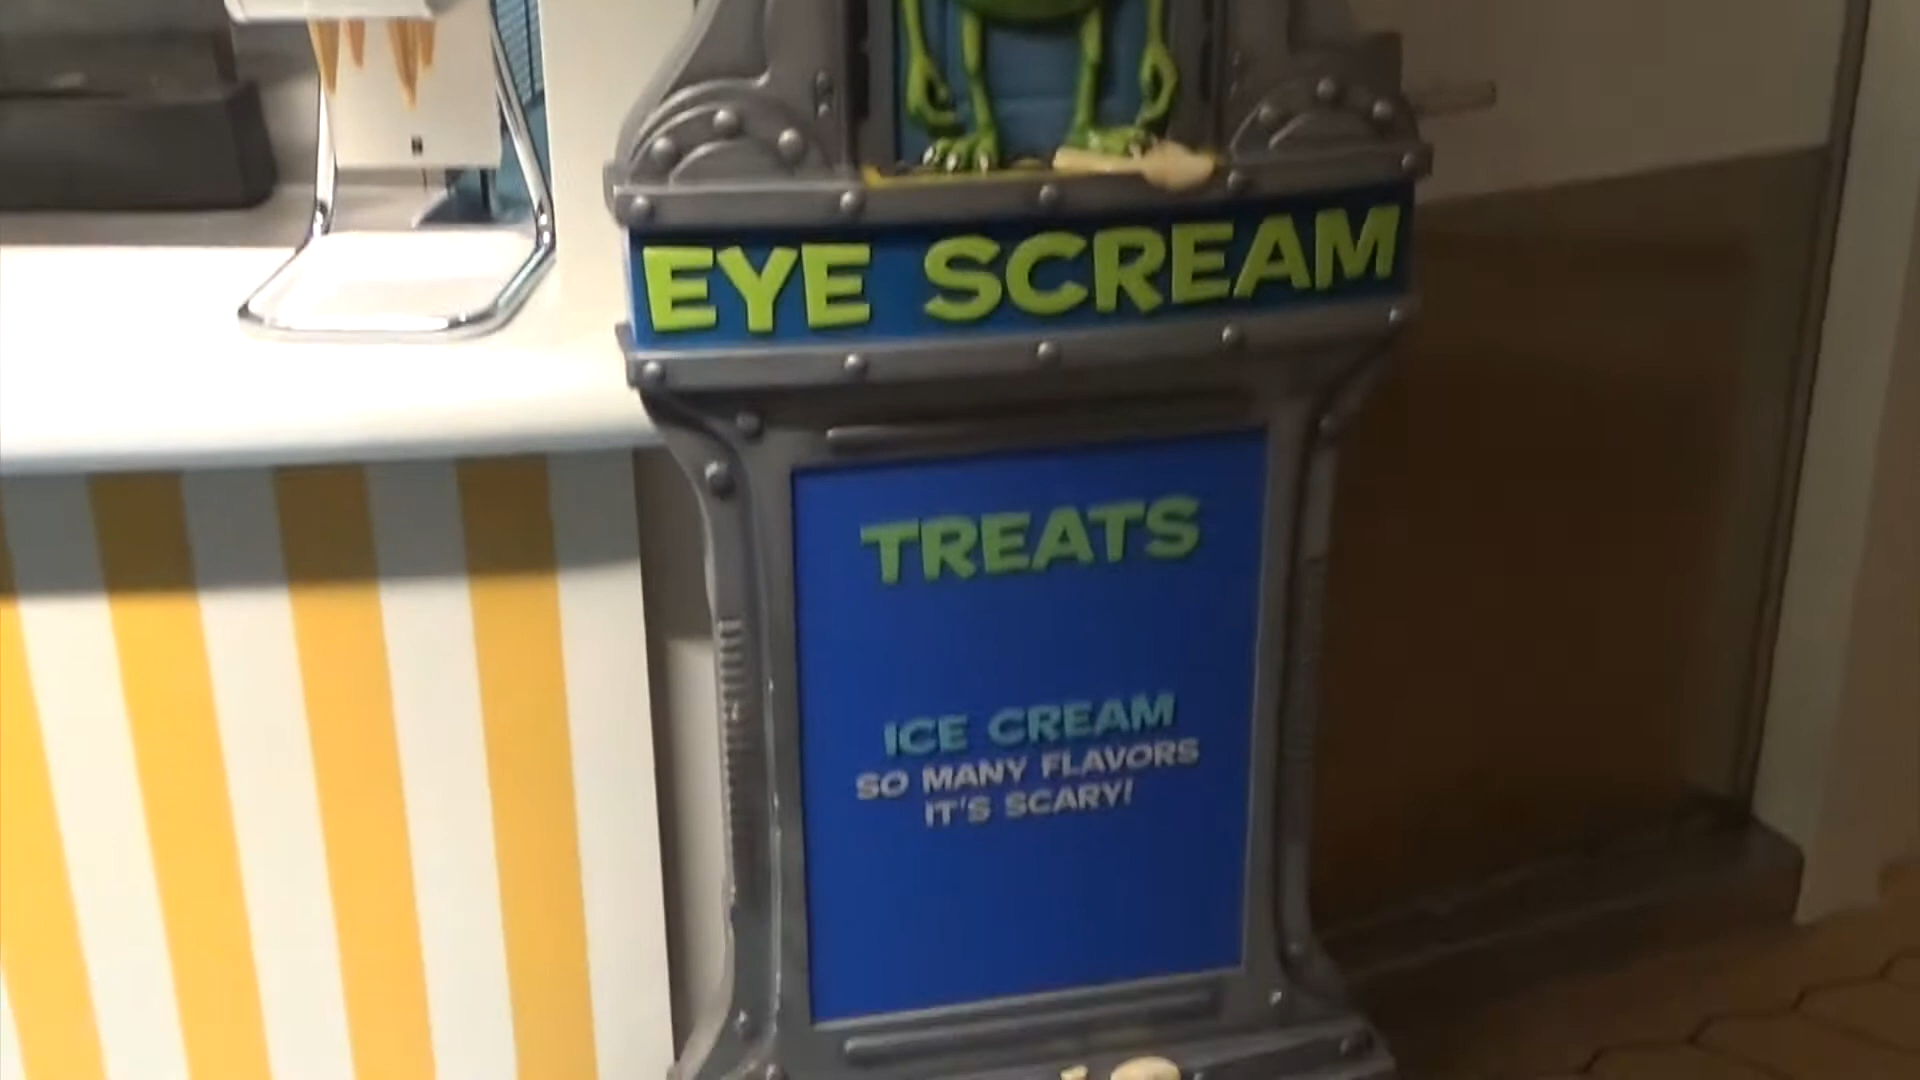 EYE SCREAM
TREATS
ICE CREAM
SO MANY FLAVORS
IT'S SCARY!